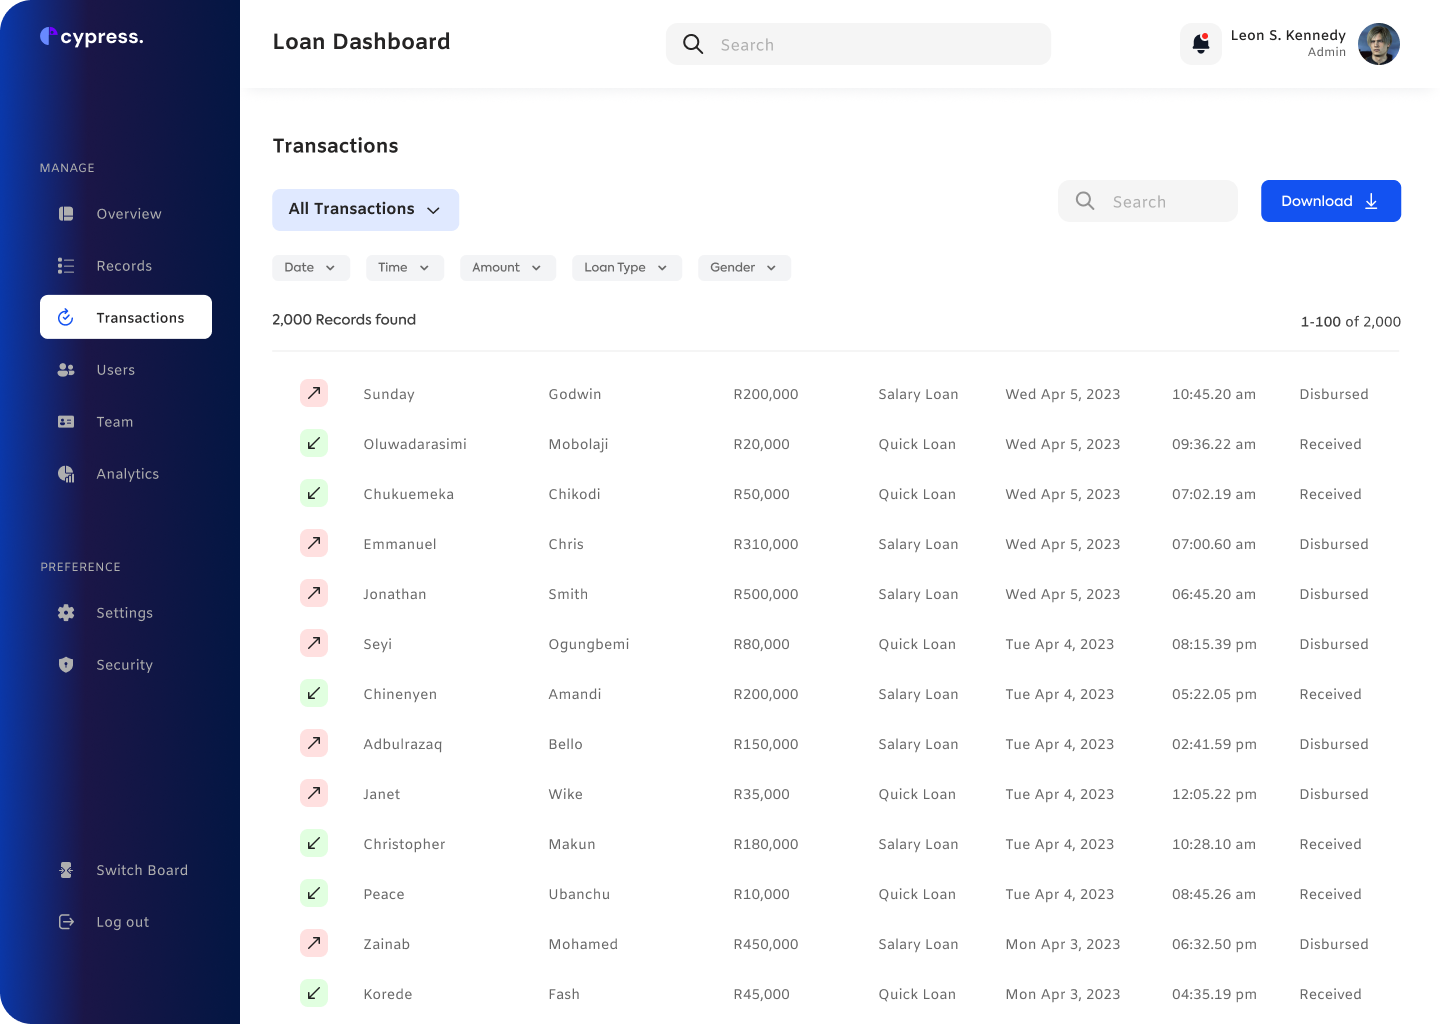 cypress.
Loan Dashboard
Search
Leon S. Kennedy
Admin
MANAGE
Overview
Records
Transactions
Users
Team
Analytics
PREFERENCE
Settings
Security
Switch Board
Log out
Transactions
All Transactions
Search
Download
Date Time Amount Loan Type Gender
2,000 Records found
1-100 of 2,000
Sunday Godwin R200,000 Salary Loan Wed Apr 5, 2023 10:45.20 am Disbursed
Oluwadarasimi Mobolaji R20,000 Quick Loan Wed Apr 5, 2023 09:36.22 am Received
Chukuemeka Chikodi R50,000 Quick Loan Wed Apr 5, 2023 07:02.19 am Received
Emmanuel Chris R310,000 Salary Loan Wed Apr 5, 2023 07:00.60 am Disbursed
Jonathan Smith R500,000 Salary Loan Wed Apr 5, 2023 06:45.20 am Disbursed
Seyi Ogungbemi R80,000 Quick Loan Tue Apr 4, 2023 08:15.39 pm Disbursed
Chinenyen Amandi R200,000 Salary Loan Tue Apr 4, 2023 05:22.05 pm Received
Adbulrazaq Bello R150,000 Salary Loan Tue Apr 4, 2023 02:41.59 pm Disbursed
Janet Wike R35,000 Quick Loan Tue Apr 4, 2023 12:05.22 pm Disbursed
Christopher Makun R180,000 Salary Loan Tue Apr 4, 2023 10:28.10 am Received
Peace Ubanchu R10,000 Quick Loan Tue Apr 4, 2023 08:45.26 am Received
Zainab Mohamed R450,000 Salary Loan Mon Apr 3, 2023 06:32.50 pm Disbursed
Korede Fash R45,000 Quick Loan Mon Apr 3, 2023 04:35.19 pm Received